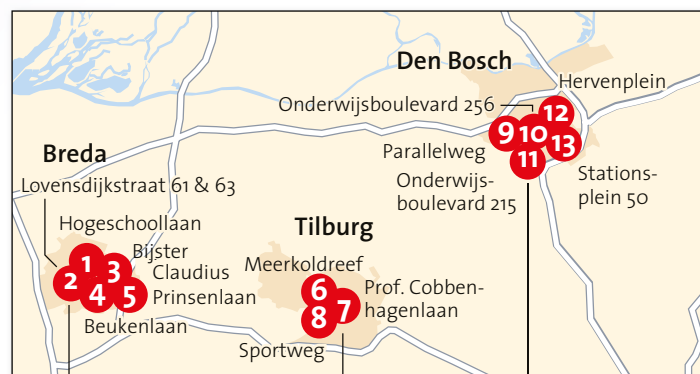 Den Bosch
Hervenplein
Onderwijsboulevard 256
12
9
10
13
11
Parallelweg
Onderwijs-
boulevard 215
Stations-
plein 50
Breda
Lovensdijkstraat 61 & 63
Hogeschoollaan
Bijster
Claudius
Prinsenlaan
1
3
2
4
5
Beukenlaan
Tilburg
Meerkoldreef
6
7
8
Prof. Cobben-
hagenlaan
Sportweg